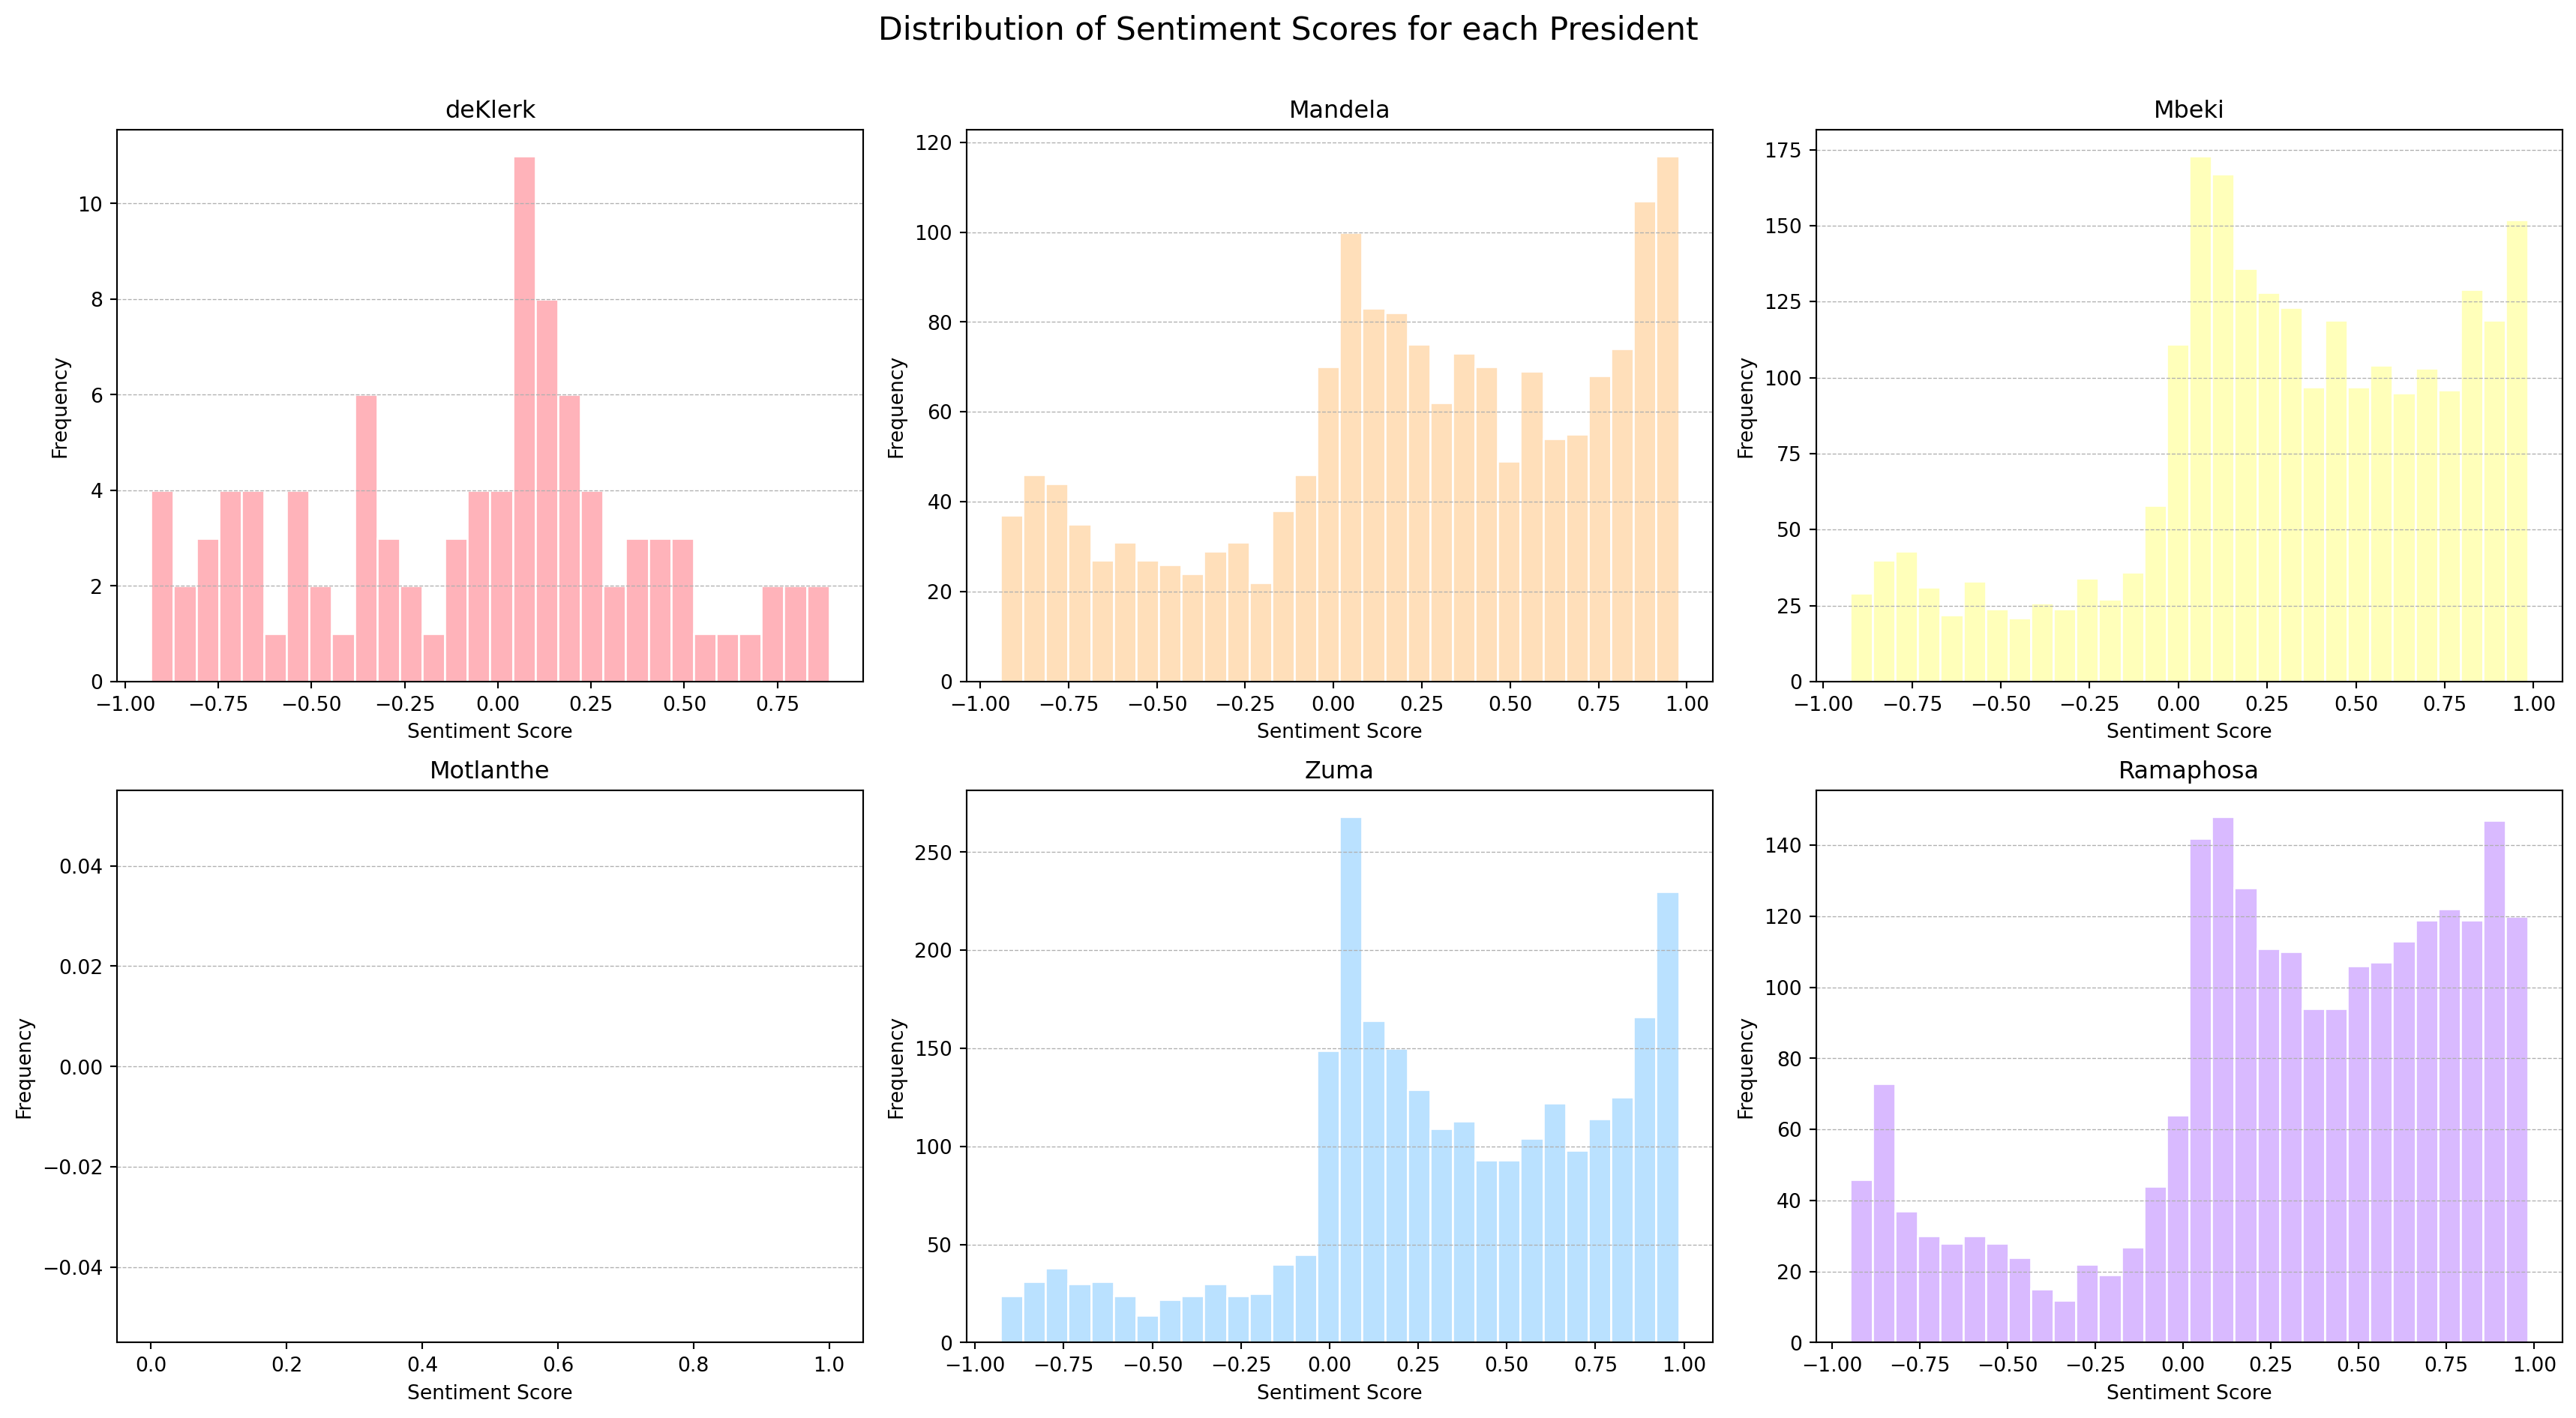 Distribution of Sentiment Scores for each President
deKlerk
Frequency
10
8
6
4
2
0
−1.00 −0.75 −0.50 −0.25 0.00 0.25 0.50 0.75
Sentiment Score
Mandela
Frequency
120
100
80
60
40
20
0
−1.00 −0.75 −0.50 −0.25 0.00 0.25 0.50 0.75 1.00
Sentiment Score
Mbeki
Frequency
175
150
125
100
75
50
25
0
−1.00 −0.75 −0.50 −0.25 0.00 0.25 0.50 0.75 1.00
Sentiment Score
Motlanthe
Frequency
0.04
0.02
0.00
−0.02
−0.04
0.0 0.2 0.4 0.6 0.8 1.0
Sentiment Score
Zuma
Frequency
250
200
150
100
50
0
−1.00 −0.75 −0.50 −0.25 0.00 0.25 0.50 0.75 1.00
Sentiment Score
Ramaphosa
Frequency
140
120
100
80
60
40
20
0
−1.00 −0.75 −0.50 −0.25 0.00 0.25 0.50 0.75 1.00
Sentiment Score